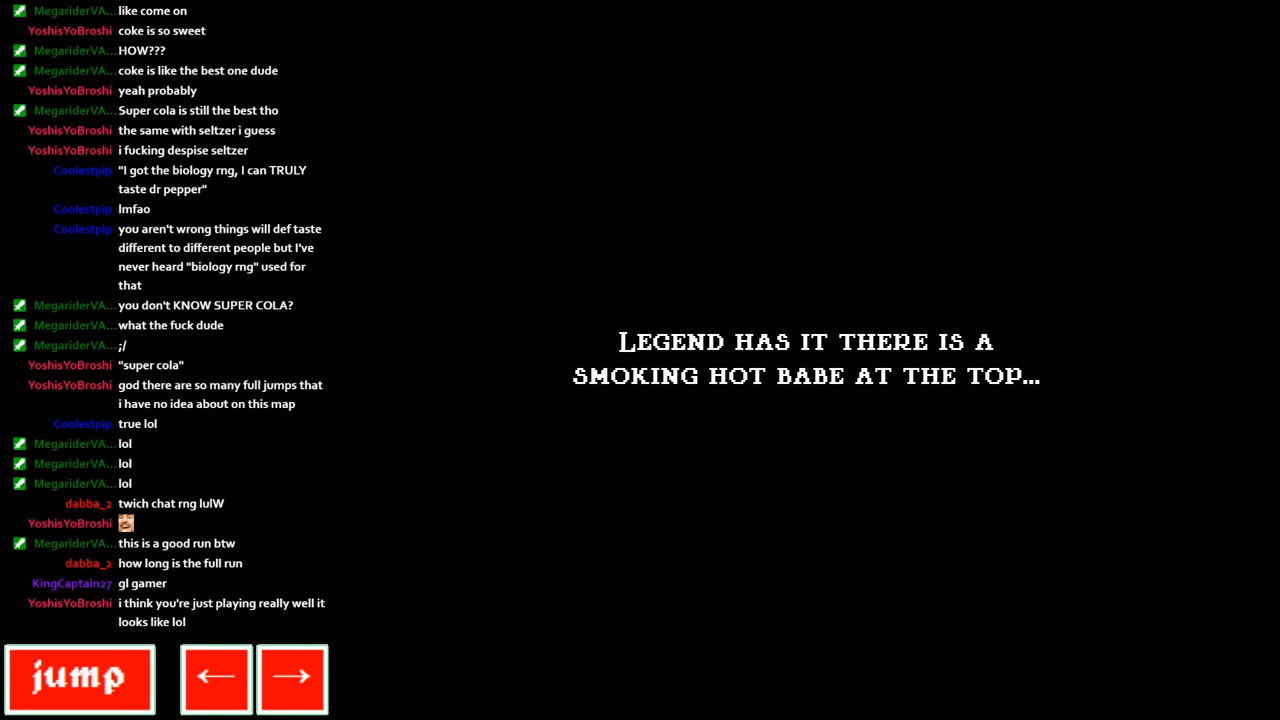 MegariderVA... like come on
YoshisYoBroshi coke is so sweet
MegariderVA... HOW???
MegariderVA... coke is like the best one dude
YoshisYoBroshi yeah probably
MegariderVA... Super cola is still the best tho
YoshisYoBroshi the same with seltzer i guess
YoshisYoBroshi i fucking despise seltzer
Coolestpip "I got the biology rng, I can TRULY
taste dr pepper"
Coolestpip lmfao
Coolestpip you aren't wrong things will def taste
different to different people but I've
never heard "biology rng" used for
that
MegariderVA... you don't KNOW SUPER COLA?
MegariderVA... what the fuck dude
MegariderVA... ;/
YoshisYoBroshi "super cola"
YoshisYoBroshi god there are so many full jumps that
i have no idea about on this map
Coolestpip true lol
MegariderVA... lol
MegariderVA... lol
MegariderVA... lol
dabba_2 twich chat rng lulW
YoshisYoBroshi
MegariderVA... this is a good run btw
dabba_2 how long is the full run
KingCaptain27 gl gamer
YoshisYoBroshi i think you're just playing really well it
looks like lol
jump ← →
LEGEND HAS IT THERE IS A
SMOKING HOT BABE AT THE TOP...